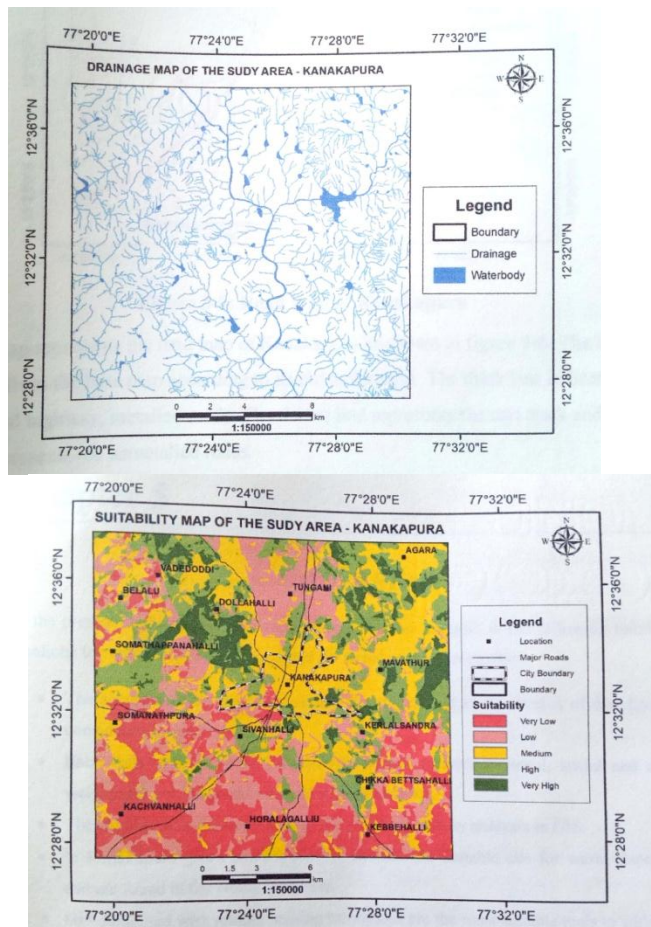 77°20'0"E 77°24'0"E 77°28'0"E 77°32'0"E
DRAINAGE MAP OF THE SUDY AREA - KANAKAPURA
N
W E
S
12°36'0"N 12°36'0"N
Legend
Boundary
Drainage
Waterbody
12°32'0"N 12°32'0"N
12°28'0"N 12°28'0"N
0 2 4 8
km
1:150000
77°20'0"E 77°24'0"E 77°28'0"E 77°32'0"E
77°20'0"E 77°24'0"E 77°28'0"E 77°32'0"E
SUITABILITY MAP OF THE SUDY AREA - KANAKAPURA
N
W E
S
AGARA
VADEDODDI
12°36'0"N 12°36'0"N
BELALU
TUNGANI
DOLLAHALLI
Legend
Location
Major Roads
City Boundary
Boundary
Suitability
Very Low
Low
Medium
High
Very High
SOMATHAPPANAHALLI
MAVATHUR
KANAKAPURA
12°32'0"N 12°32'0"N
SOMANATHPURA
SIVANHALLI
KERLALSANDRA
CHIKKA BETTSAHALLI
KACHVANHALLI
HORALAGALLIU
KEBBEHALLI
12°28'0"N 12°28'0"N
0 1.5 3 6
km
1:150000
77°20'0"E 77°24'0"E 77°28'0"E 77°32'0"E